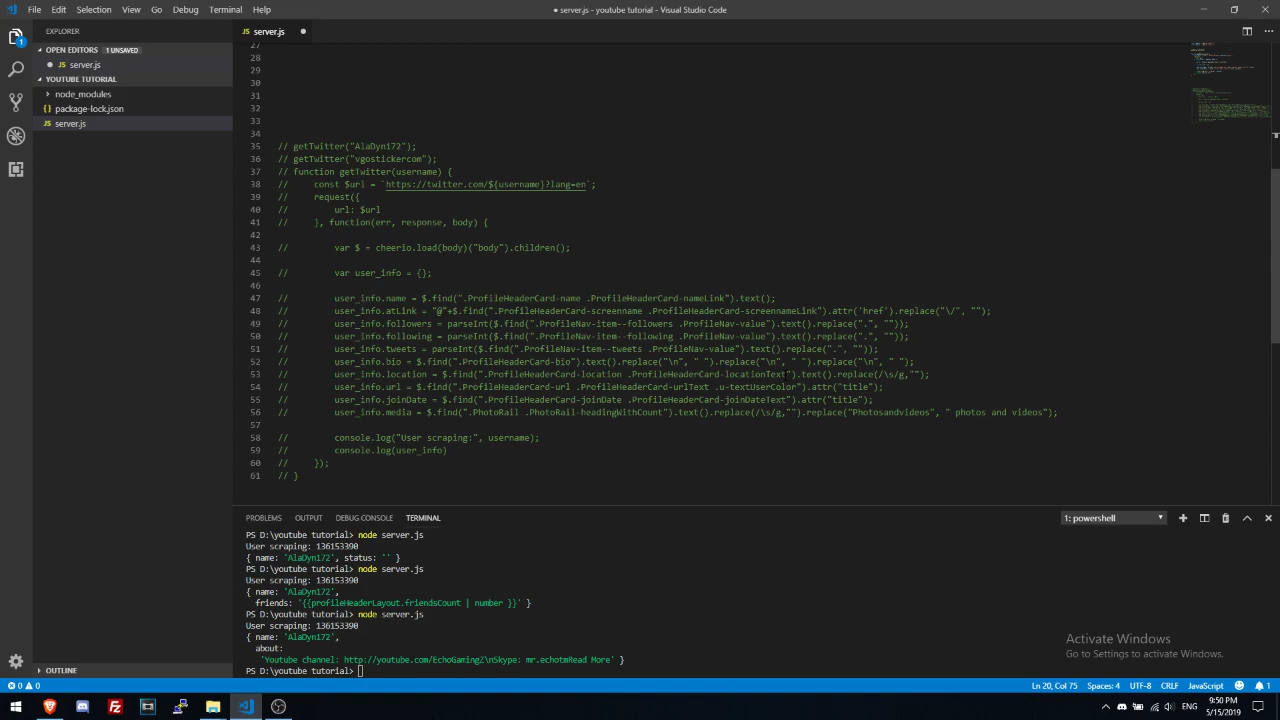 File Edit Selection View Go Debug Terminal Help
● server.js - youtube tutorial - Visual Studio Code
EXPLORER
OPEN EDITORS 1 UNSAVED
server.js
YOUTUBE TUTORIAL
node_modules
{} package-lock.json
JS server.js
OUTLINE
JS server.js
27
28
29
30
31
32
33
34
35 // getTwitter("AlaDyn172");
36 // getTwitter("vgostickercom");
37 // function getTwitter(username) {
38 //     const $url = `https://twitter.com/${username}?lang=en`;
39 //     request({
40 //         url: $url
41 //     }, function(err, response, body) {
42
43 //         var $ = cheerio.load(body)("body").children();
44
45 //         var user_info = {};
46
47 //         user_info.name = $.find(".ProfileHeaderCard-name .ProfileHeaderCard-nameLink").text();
48 //         user_info.atLink = "@"+$.find(".ProfileHeaderCard-screenname .ProfileHeaderCard-screennameLink").attr('href').replace("\/", "");
49 //         user_info.followers = parseInt($.find(".ProfileNav-item--followers .ProfileNav-value").text().replace(".", ""));
50 //         user_info.following = parseInt($.find(".ProfileNav-item--following .ProfileNav-value").text().replace(".", ""));
51 //         user_info.tweets = parseInt($.find(".ProfileNav-item--tweets .ProfileNav-value").text().replace(".", ""));
52 //         user_info.bio = $.find(".ProfileHeaderCard-bio").text().replace("\n", " ").replace("\n", " ").replace("\n", " ");
53 //         user_info.location = $.find(".ProfileHeaderCard-location .ProfileHeaderCard-locationText").text().replace(/\s/g,"");
54 //         user_info.url = $.find(".ProfileHeaderCard-url .ProfileHeaderCard-urlText .u-textUserColor").attr("title");
55 //         user_info.joinDate = $.find(".ProfileHeaderCard-joinDate .ProfileHeaderCard-joinDateText").attr("title");
56 //         user_info.media = $.find(".PhotoRail .PhotoRail-headingWithCount").text().replace(/\s/g,"").replace("Photosandvideos", " photos and videos");
57
58 //         console.log("User scraping:", username);
59 //         console.log(user_info)
60 //     });
61 // }
PROBLEMS OUTPUT DEBUG CONSOLE TERMINAL
1: powershell
PS D:\youtube tutorial> node server.js
User scraping: 136153390
{ name: 'AlaDyn172', status: '' }
PS D:\youtube tutorial> node server.js
User scraping: 136153390
{ name: 'AlaDyn172',
friends: '{{profileHeaderLayout.friendsCount | number }}' }
PS D:\youtube tutorial> node server.js
User scraping: 136153390
{ name: 'AlaDyn172',
about:
'Youtube channel: http://youtube.com/EchoGamingZ\nSkype: mr.echotmRead More' }
PS D:\youtube tutorial>
Activate Windows
Go to Settings to activate Windows.
0 0
Ln 20, Col 75 Spaces: 4 UTF-8 CRLF JavaScript 1
ENG
9:50 PM
5/15/2019